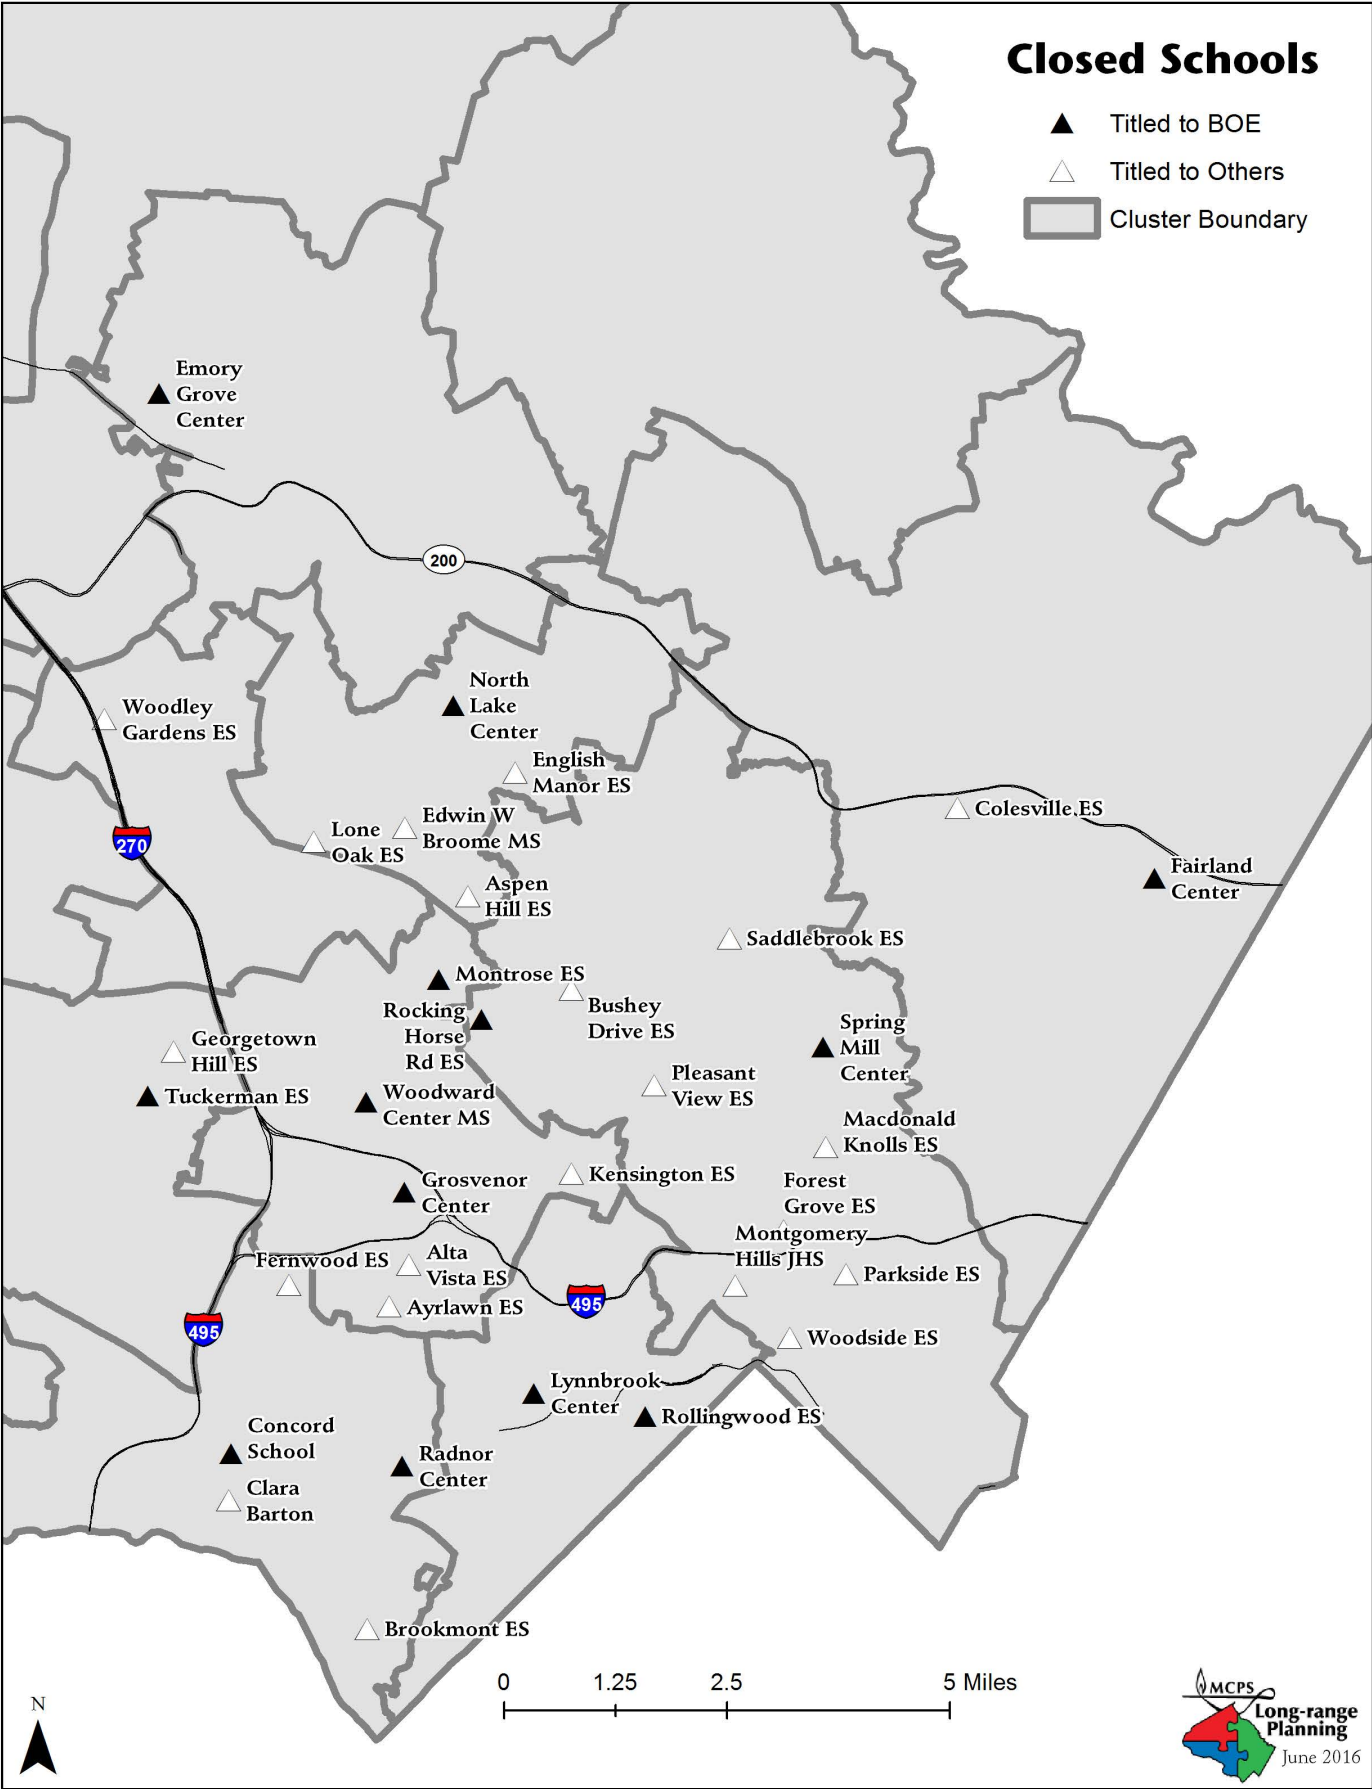 Closed Schools
Titled to BOE
Titled to Others
Cluster Boundary
Emory
Grove
Center
200
North
Lake
Center
Woodley
Gardens ES
English
Manor ES
Colesville ES
Edwin W
Broome MS
Lone
Oak ES
270
Fairland
Center
Aspen
Hill ES
Saddlebrook ES
Montrose ES
Bushey
Drive ES
Rocking
Horse
Rd ES
Spring
Mill
Center
Georgetown
Hill ES
Tuckerman ES
Pleasant
View ES
Woodward
Center MS
Macdonald
Knolls ES
Kensington ES
Grosvenor
Center
Forest
Grove ES
Montgomery
Hills JHS
Fernwood ES
Alta
Vista ES
Parkside ES
Ayrlawn ES
495
495
Woodside ES
Lynnbrook
Center
Rollingwood ES
Concord
School
Radnor
Center
Clara
Barton
Brookmont ES
0 1.25 2.5 5 Miles
N
MCPS
Long-range
Planning
June 2016